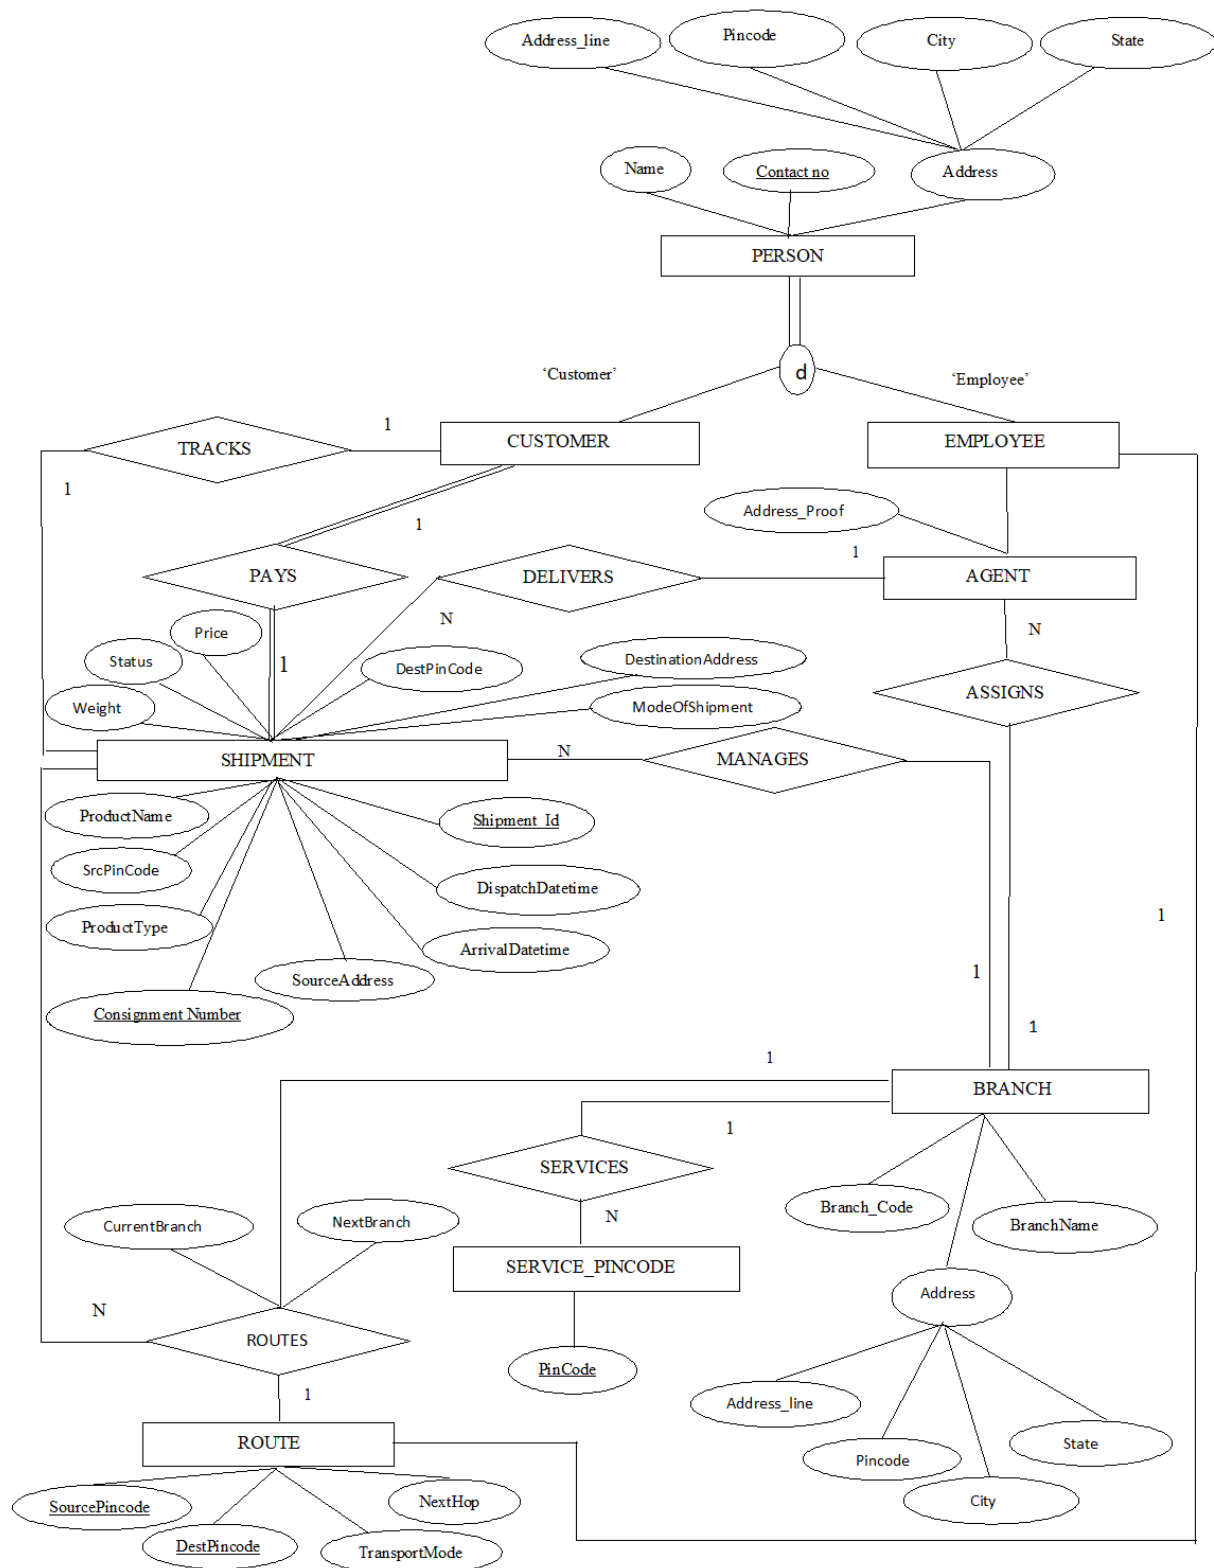 Address_line
Pincode
City
State
Name
Contact no
Address
PERSON
d
‘Customer’
‘Employee’
1
TRACKS
CUSTOMER
EMPLOYEE
1
Address_Proof
1
1
PAYS
DELIVERS
AGENT
N
N
Price
Status
1
DestPinCode
DestinationAddress
Weight
ModeOfShipment
ASSIGNS
SHIPMENT
N
MANAGES
ProductName
Shipment_Id
SrcPinCode
DispatchDatetime
ProductType
1
ArrivalDatetime
SourceAddress
1
Consignment Number
1
1
BRANCH
1
SERVICES
Branch_Code
N
CurrentBranch
NextBranch
BranchName
SERVICE_PINCODE
Address
N
ROUTES
PinCode
1
Address_line
ROUTE
State
Pincode
SourcePincode
NextHop
City
DestPincode
TransportMode